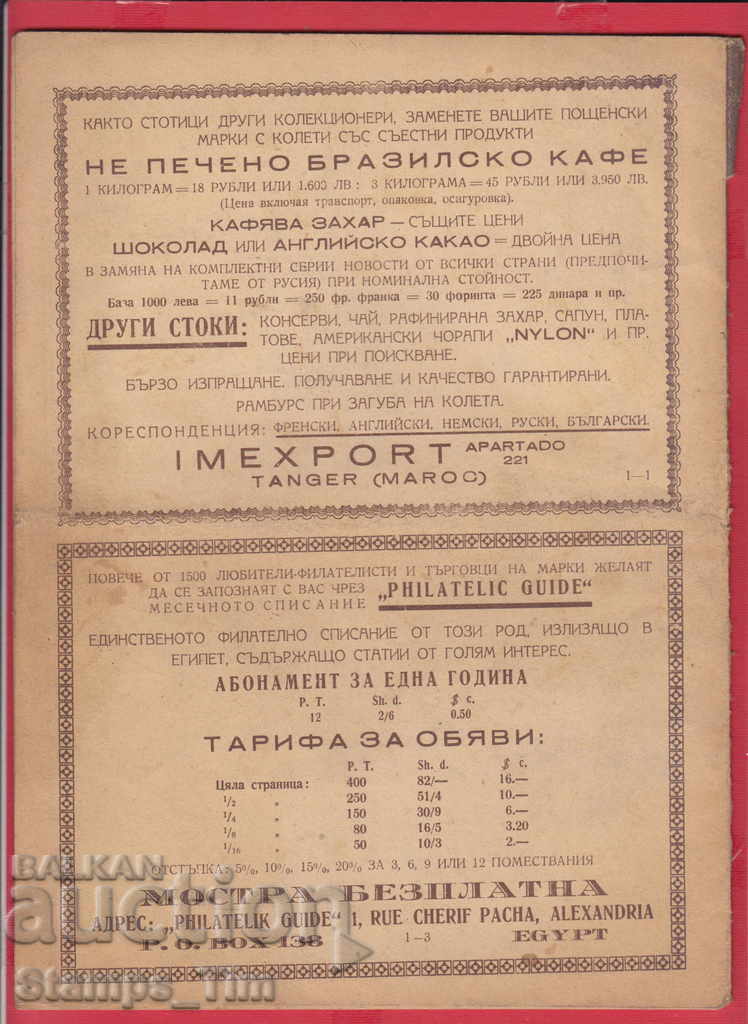 КАКТО СТОТИЦИ ДРУГИ КОЛЕКЦИОНЕРИ, ЗАМЕНЕТЕ ВАШИТЕ ПОЩЕНСКИ
МАРКИ С КОЛЕТИ СЪС СЪЕСТНИ ПРОДУКТИ
НЕ ПЕЧЕНО БРАЗИЛСКО КАФЕ
1 КИЛОГРАМ = 18 РУБЛИ ИЛИ 1.600 ЛВ : 3 КИЛОГРАМА = 45 РУБЛИ ИЛИ 3.950 ЛВ.
(Цена включая транспорт, опаковка, осигуровка).
КАФЯВА ЗАХАР — СЪЩИТЕ ЦЕНИ
ШОКОЛАД ИЛИ АНГЛИЙСКО КАКАО = ДВОЙНА ЦЕНА
В ЗАМЯНА НА КОМПЛЕКТНИ СЕРИИ НОВОСТИ ОТ ВСИЧКИ СТРАНИ (ПРЕДПОЧИ-
ТАМЕ ОТ РУСИЯ) ПРИ НОМИНАЛНА СТОЙНОСТ.
База 1000 лева = 11 рубли = 250 фр. франка = 30 форинта = 225 динара и пр.
ДРУГИ СТОКИ: КОНСЕРВИ, ЧАЙ, РАФИНИРАНА ЗАХАР, САПУН, ПЛА-
ТОВЕ, АМЕРИКАНСКИ ЧОРАПИ „NYLON“ И ПР.
ЦЕНИ ПРИ ПОИСКВАНЕ.
БЪРЗО ИЗПРАЩАНЕ. ПОЛУЧАВАНЕ И КАЧЕСТВО ГАРАНТИРАНИ.
РАМБУРС ПРИ ЗАГУБА НА КОЛЕТА.
КОРЕСПОНДЕНЦИЯ: ФРЕНСКИ, АНГЛИЙСКИ, НЕМСКИ, РУСКИ, БЪЛГАРСКИ.
IMEXPORT APARTADO 221
TANGER (MAROC) 1—1
ПОВЕЧЕ ОТ 1500 ЛЮБИТЕЛИ-ФИЛАТЕЛИСТИ И ТЪРГОВЦИ НА МАРКИ ЖЕЛАЯТ
ДА СЕ ЗАПОЗНАЯТ С ВАС ЧРЕЗ
МЕСЕЧНОТО СПИСАНИЕ „PHILATELIC GUIDE“
ЕДИНСТВЕНОТО ФИЛАТЕЛНО СПИСАНИЕ ОТ ТОЗИ РОД, ИЗЛИЗАЩО В
ЕГИПЕТ, СЪДЪРЖАЩО СТАТИИ ОТ ГОЛЯМ ИНТЕРЕС.
АБОНАМЕНТ ЗА ЕДНА ГОДИНА
P. T. Sh. d. $ c.
12 2/6 0.50
ТАРИФА ЗА ОБЯВИ:
P. T. Sh. d. $ c.
Цяла страница: 400 82/— 16.—
1/2 „ 250 51/4 10.—
1/4 „ 150 30/9 6.—
1/8 „ 80 16/5 3.20
1/16 „ 50 10/3 2.—
ОТСТЪПКА: 5%, 10%, 15%, 20% ЗА 3, 6, 9 ИЛИ 12 ПОМЕСТВАНИЯ
МОСТРА БЕЗПЛАТНА
АДРЕС: „PHILATELIK GUIDE“ 1, RUE CHERIF PACHA, ALEXANDRIA
P. O. BOX 138 1—3 EGYPT
BALKAN
auction
Stamps_Tim